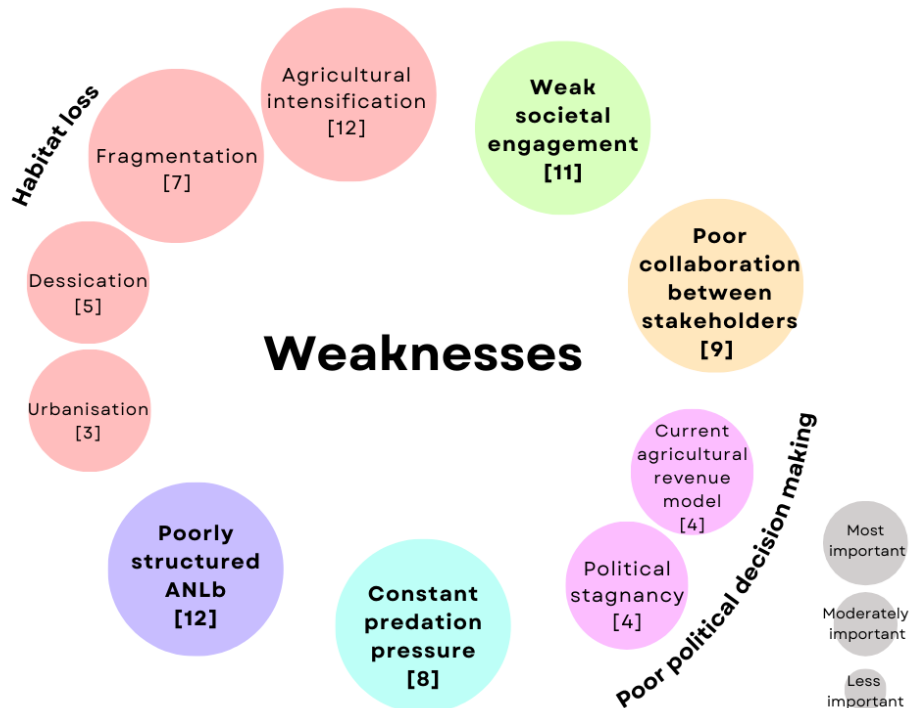 Habitat loss
Agricultural
intensification
[12]
Fragmentation
[7]
Dessication
[5]
Urbanisation
[3]
Weak
societal
engagement
[11]
Poor
collaboration
between
stakeholders
[9]
Weaknesses
Current
agricultural
revenue
model
[4]
Political
stagnancy
[4]
Poor political decision making
Poorly
structured
ANLb
[12]
Constant
predation
pressure
[8]
Most
important
Moderately
important
Less
important